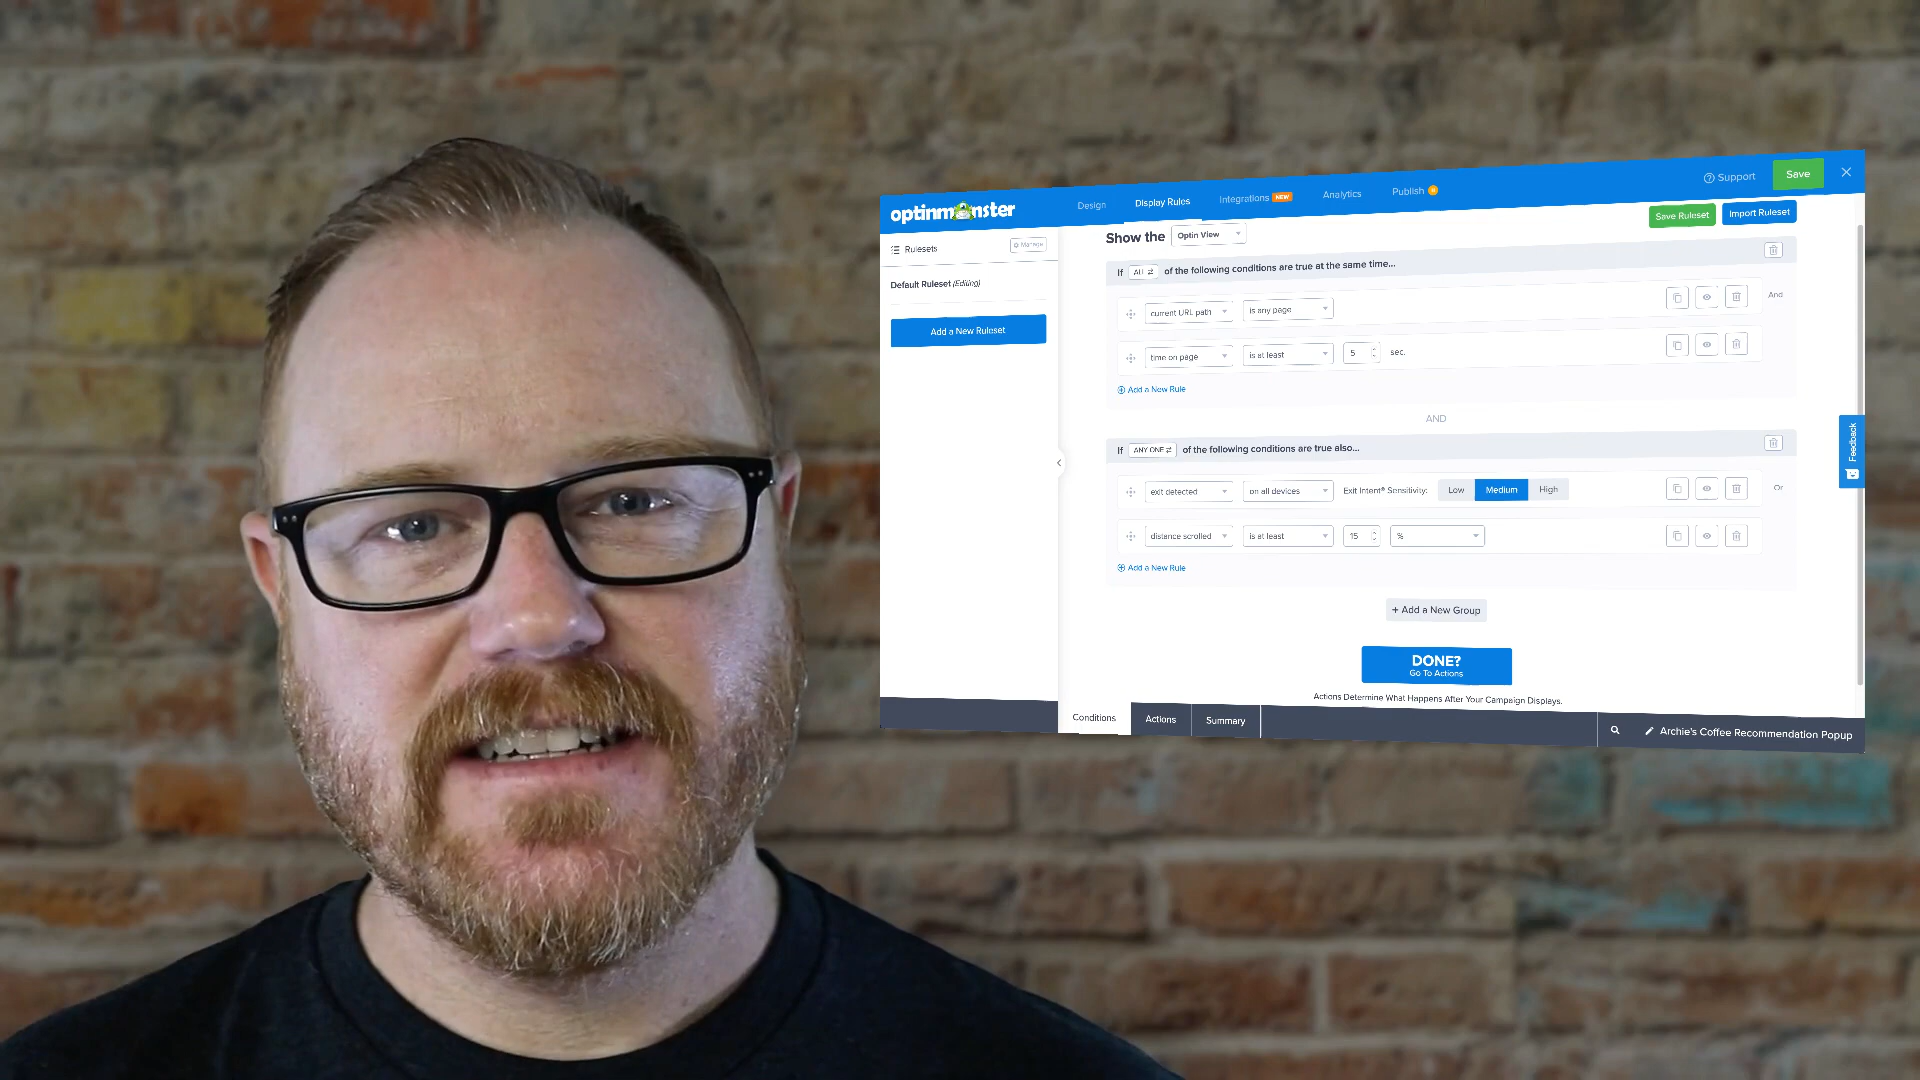 optinmonster
Design
Display Rules
Integrations NEW
Analytics
Publish
Support
Save
Rulesets
Manage
Default Ruleset (Editing)
Add a New Ruleset
Show the Optin View
Save Ruleset
Import Ruleset
If ALL of the following conditions are true at the same time...
current URL path is any page
And
time on page is at least 5 sec.
Add a New Rule
AND
If ANY ONE of the following conditions are true also...
exit detected on all devices Exit Intent® Sensitivity: Low Medium High
Or
distance scrolled is at least 15 %
Add a New Rule
+ Add a New Group
DONE?
Go To Actions
Actions Determine What Happens After Your Campaign Displays.
Feedback
Conditions
Actions
Summary
Archie's Coffee Recommendation Popup